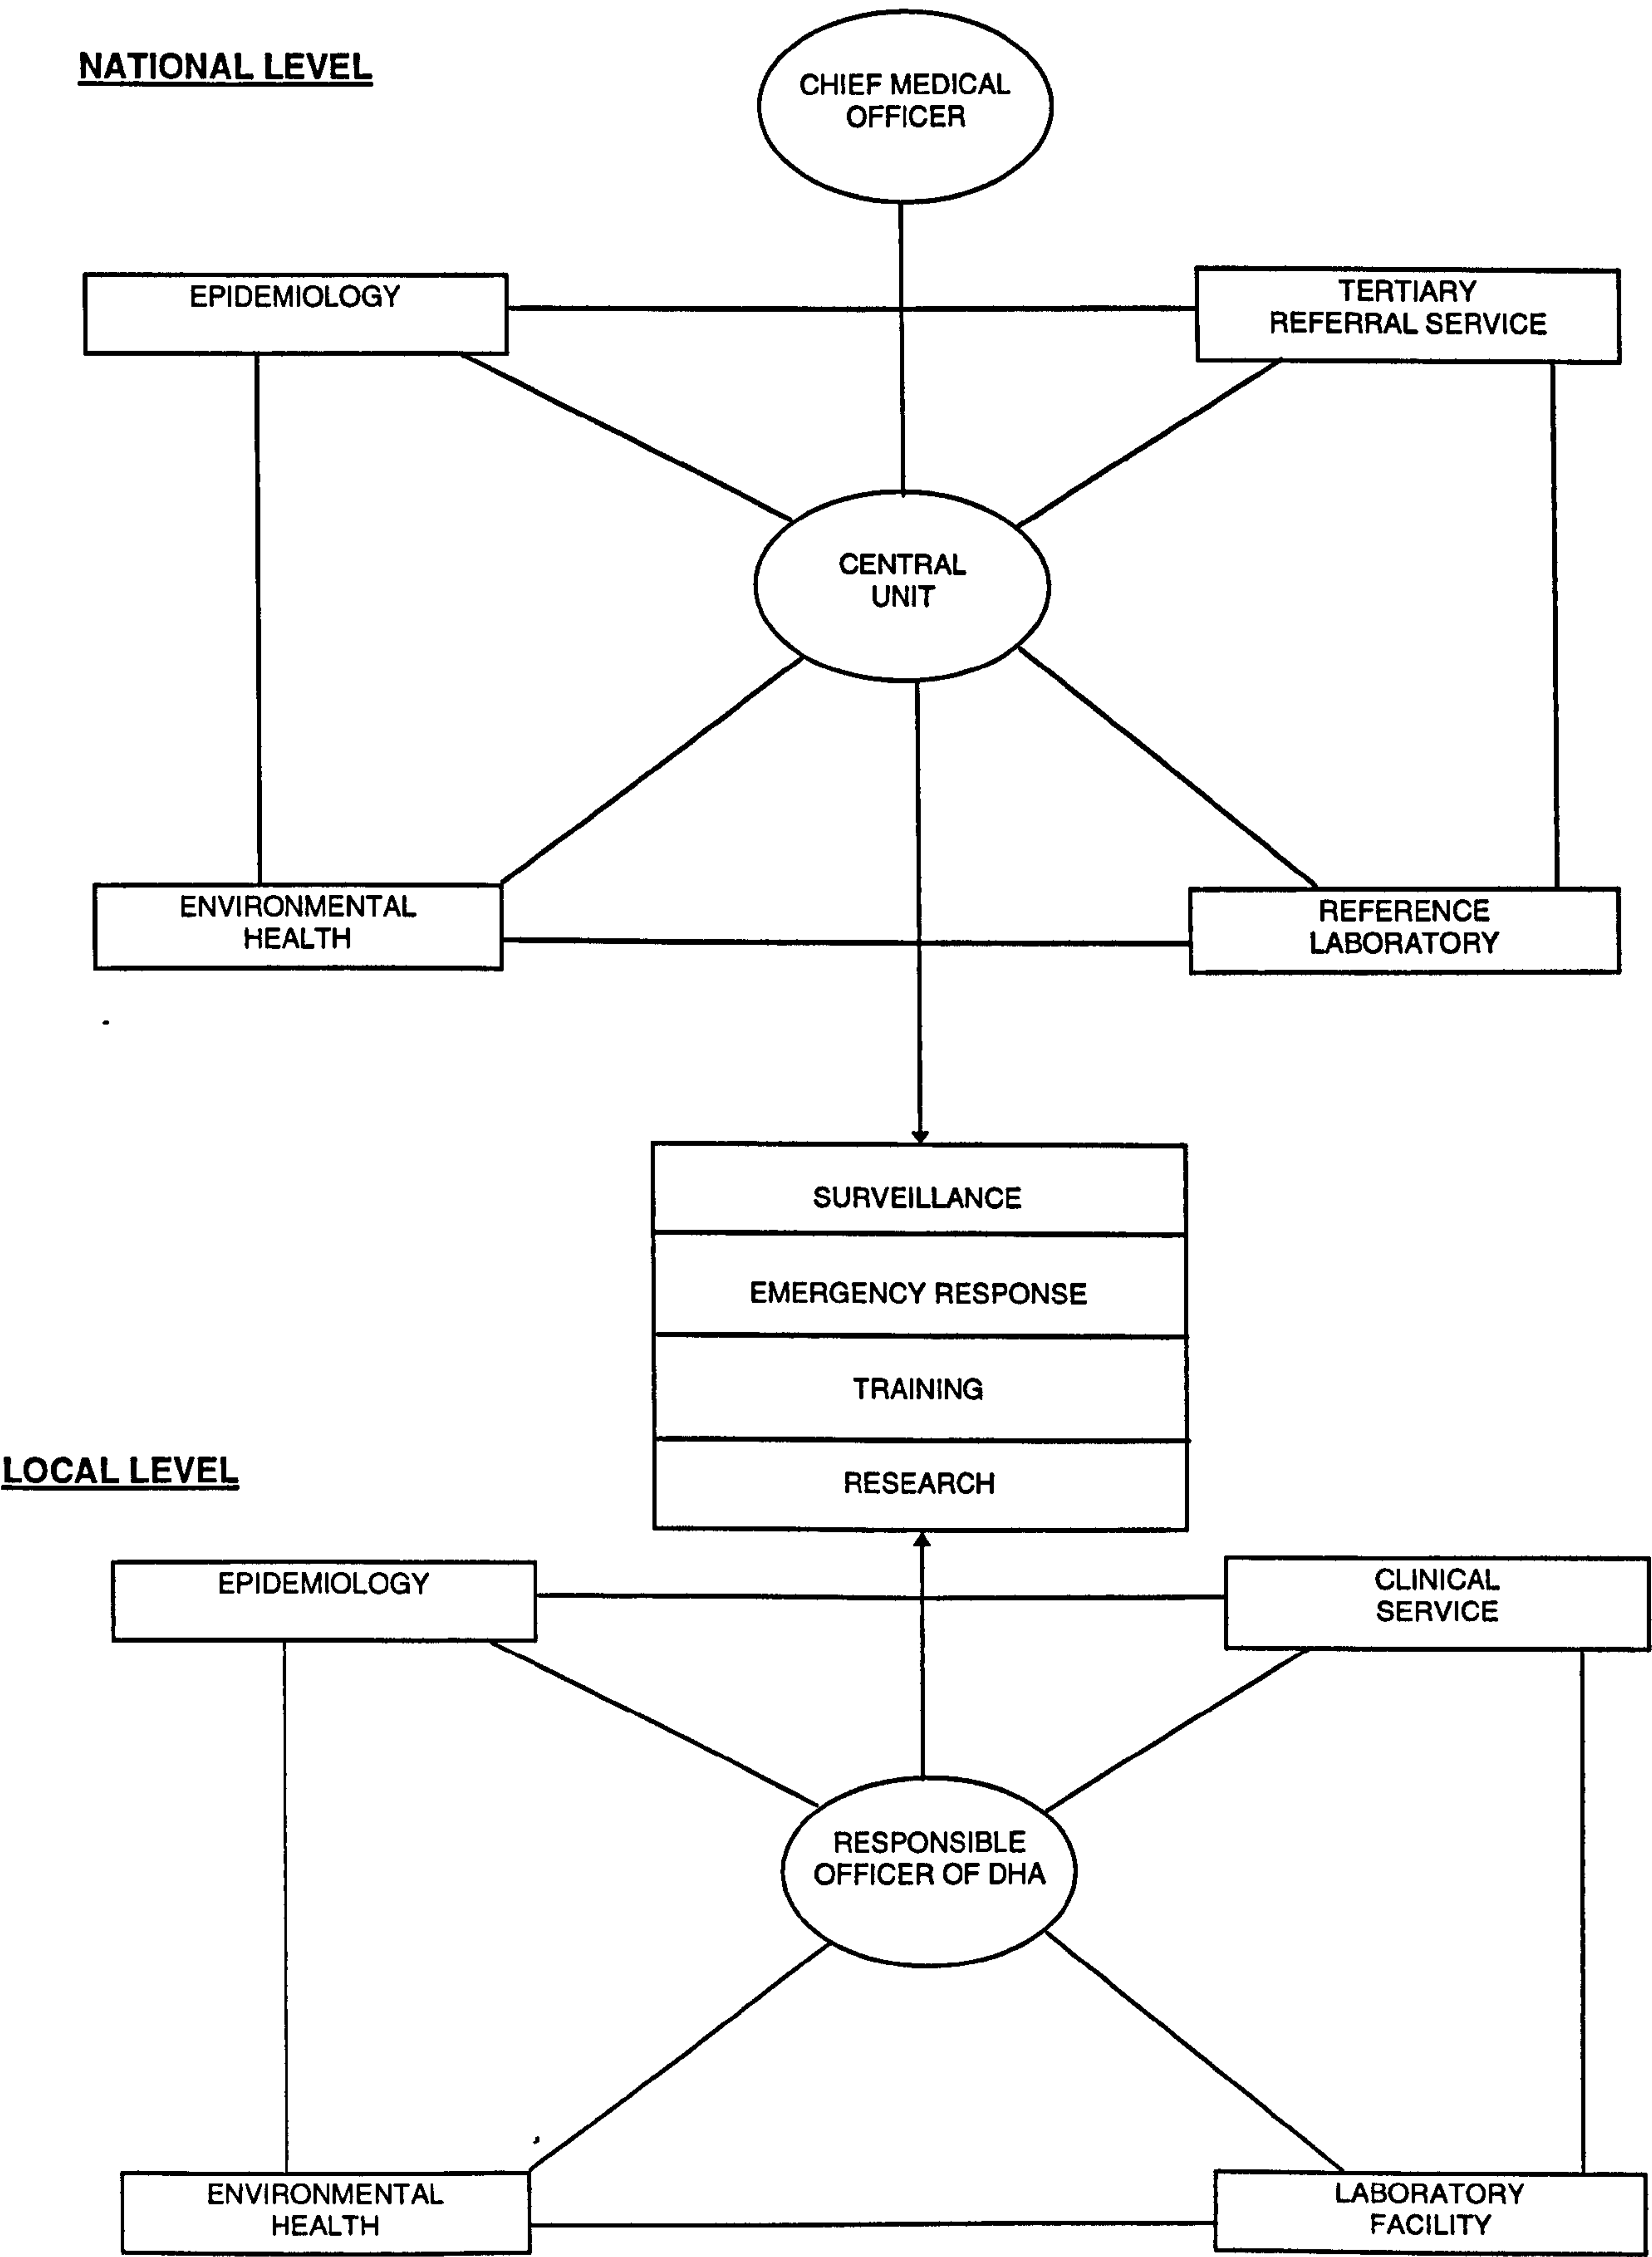 NATIONAL LEVEL
CHIEF MEDICAL
OFFICER
EPIDEMIOLOGY
TERTIARY
REFERRAL SERVICE
CENTRAL
UNIT
ENVIRONMENTAL
HEALTH
REFERENCE
LABORATORY
SURVEILLANCE
EMERGENCY RESPONSE
TRAINING
RESEARCH
LOCAL LEVEL
EPIDEMIOLOGY
CLINICAL
SERVICE
RESPONSIBLE
OFFICER OF DHA
ENVIRONMENTAL
HEALTH
LABORATORY
FACILITY